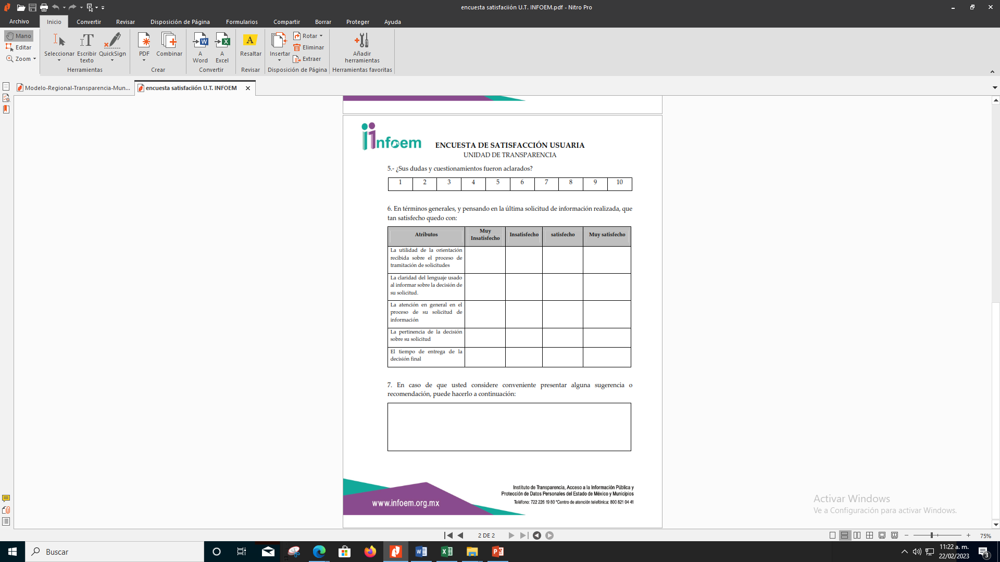 encuesta satisfaciión U.T. INFOEM.pdf - Nitro Pro
Archivo Inicio Convertir Revisar Disposición de Página Formularios Compartir Borrar Proteger Ayuda
Mano
Editar
Zoom
Seleccionar
Escribir texto
QuickSign
Herramientas
PDF
Combinar
Crear
A Word
A Excel
Convertir
Resaltar
Revisar
Insertar
Rotar
Eliminar
Extraer
Disposición de Página
Añadir herramientas
Herramientas favoritas
Modelo-Regional-Transparencia-Mun...
encuesta satisfaciión U.T. INFOEM
infoem
ENCUESTA DE SATISFACCIÓN USUARIA
UNIDAD DE TRANSPARENCIA
5.- ¿Sus dudas y cuestionamientos fueron aclarados?
1 2 3 4 5 6 7 8 9 10
6. En términos generales, y pensando en la última solicitud de información realizada, que
tan satisfecho quedo con:
Atributos
Muy
Insatisfecho
Insatisfecho
satisfecho
Muy satisfecho
La utilidad de la orientación
recibida sobre el proceso de
tramitación de solicitudes
La claridad del lenguaje usado
al informar sobre la decisión de
su solicitud.
La atención en general en el
proceso de su solicitud de
información
La pertinencia de la decisión
sobre su solicitud
El tiempo de entrega de la
decisión final
7. En caso de que usted considere conveniente presentar alguna sugerencia o
recomendación, puede hacerlo a continuación:
www.infoem.org.mx
Instituto de Transparencia, Acceso a la Información Pública y
Protección de Datos Personales del Estado de México y Municipios
Teléfono: 722 226 19 80 *Centro de atención telefónica: 800 821 04 41
Activar Windows
Ve a Configuración para activar Windows.
2 DE 2
75%
Buscar
11:22 a. m.
22/02/2023
3